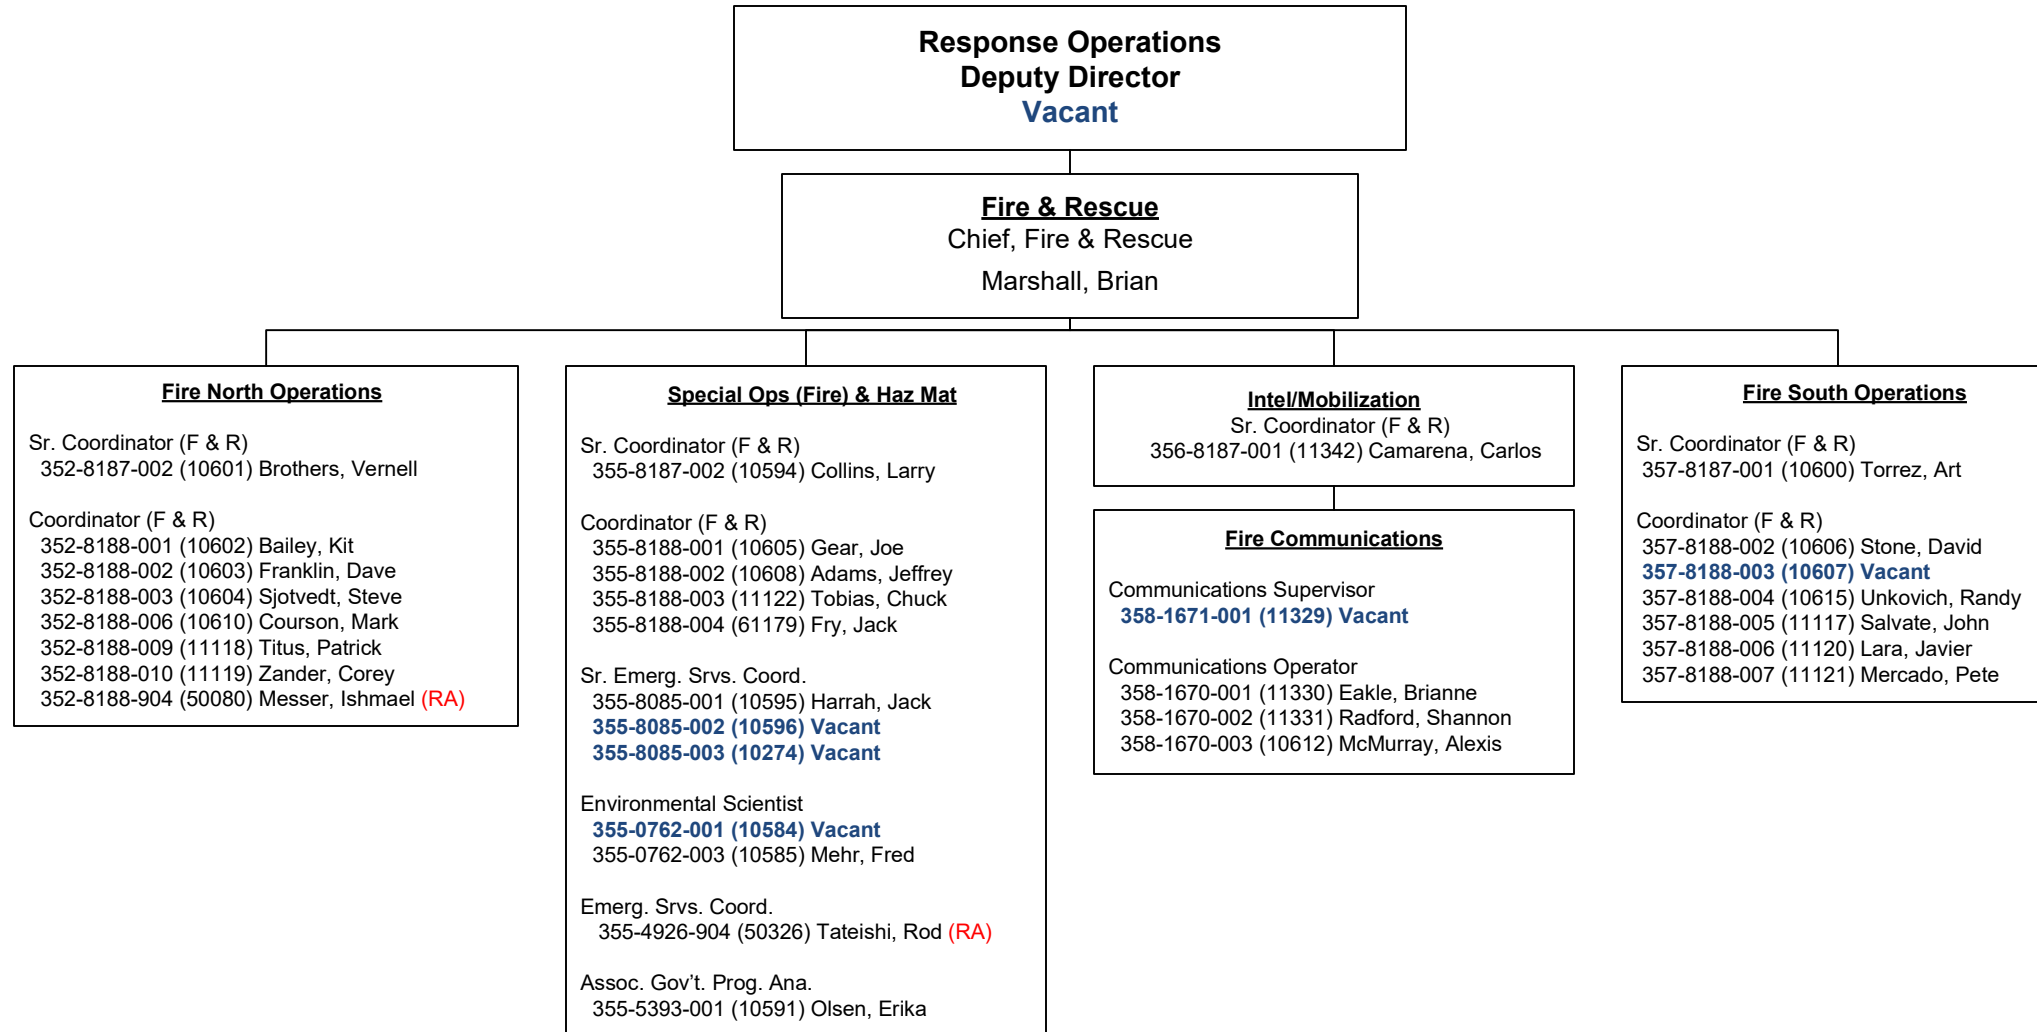 Response Operations
Deputy Director
Vacant
Fire & Rescue
Chief, Fire & Rescue
Marshall, Brian
Fire North Operations
Sr. Coordinator (F & R)
352-8187-002 (10601) Brothers, Vernell
Coordinator (F & R)
352-8188-001 (10602) Bailey, Kit
352-8188-002 (10603) Franklin, Dave
352-8188-003 (10604) Sjotvedt, Steve
352-8188-006 (10610) Courson, Mark
352-8188-009 (11118) Titus, Patrick
352-8188-010 (11119) Zander, Corey
352-8188-904 (50080) Messer, Ishmael (RA)
Special Ops (Fire) & Haz Mat
Sr. Coordinator (F & R)
355-8187-002 (10594) Collins, Larry
Coordinator (F & R)
355-8188-001 (10605) Gear, Joe
355-8188-002 (10608) Adams, Jeffrey
355-8188-003 (11122) Tobias, Chuck
355-8188-004 (61179) Fry, Jack
Sr. Emerg. Srvs. Coord.
355-8085-001 (10595) Harrah, Jack
355-8085-002 (10596) Vacant
355-8085-003 (10274) Vacant
Environmental Scientist
355-0762-001 (10584) Vacant
355-0762-003 (10585) Mehr, Fred
Emerg. Srvs. Coord.
355-4926-904 (50326) Tateishi, Rod (RA)
Assoc. Gov’t. Prog. Ana.
355-5393-001 (10591) Olsen, Erika
Intel/Mobilization
Sr. Coordinator (F & R)
356-8187-001 (11342) Camarena, Carlos
Fire Communications
Communications Supervisor
358-1671-001 (11329) Vacant
Communications Operator
358-1670-001 (11330) Eakle, Brianne
358-1670-002 (11331) Radford, Shannon
358-1670-003 (10612) McMurray, Alexis
Fire South Operations
Sr. Coordinator (F & R)
357-8187-001 (10600) Torrez, Art
Coordinator (F & R)
357-8188-002 (10606) Stone, David
357-8188-003 (10607) Vacant
357-8188-004 (10615) Unkovich, Randy
357-8188-005 (11117) Salvate, John
357-8188-006 (11120) Lara, Javier
357-8188-007 (11121) Mercado, Pete